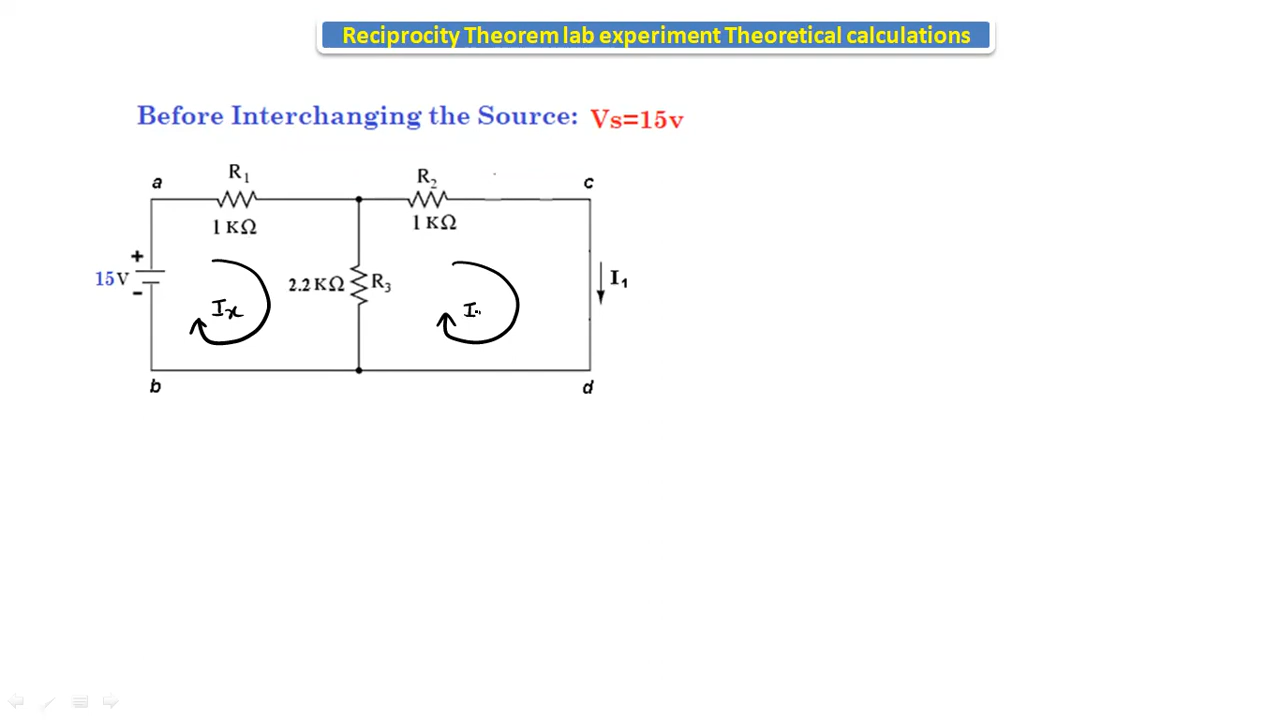 Reciprocity Theorem lab experiment Theoretical calculations
Before Interchanging the Source: Vs=15v
a
R₁
1 KΩ
R₂
1 KΩ
c
+
15V
-
2.2 KΩ
R₃
I₁
Ix
I
b
d